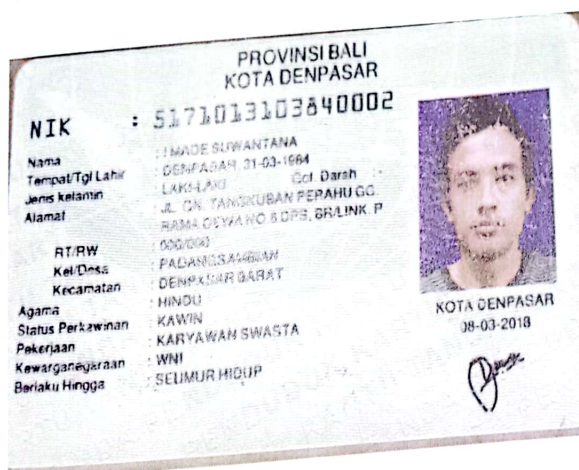 PROVINSI BALI
KOTA DENPASAR
NIK : 5171013103840002
Nama : I MADE SUWANTANA
Tempat/Tgl Lahir : DENPASAR, 31-03-1984
Jenis kelamin : LAKI-LAKI Gol. Darah : -
Alamat : JL. GN. TANGKUBAN PERAHU GG.
RAMA DEWA NO 8 DPS, BR/LINK. P
RT/RW : 000/000
Kel/Desa : PADANGSAMBIAN
Kecamatan : DENPASAR BARAT
Agama : HINDU
Status Perkawinan : KAWIN
Pekerjaan : KARYAWAN SWASTA
Kewarganegaraan : WNI
Berlaku Hingga : SEUMUR HIDUP
KOTA DENPASAR
08-03-2018